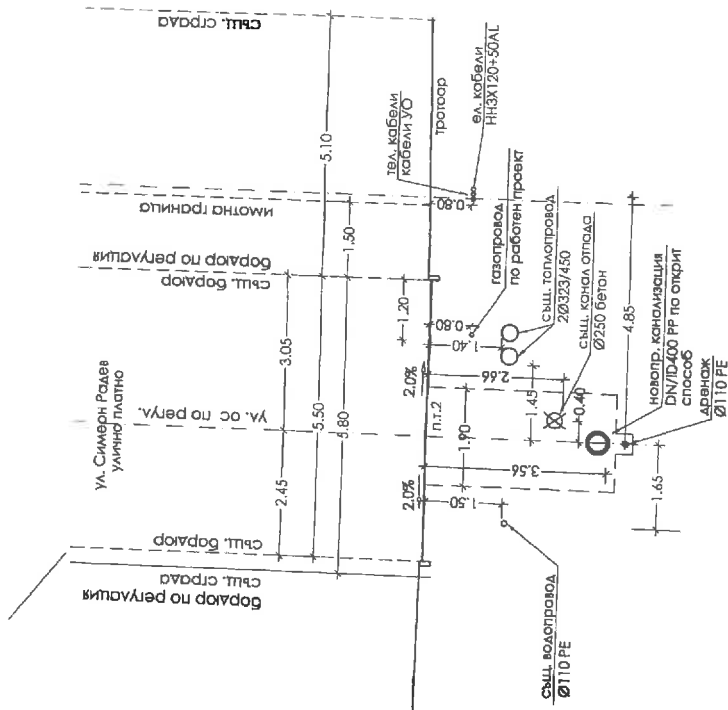 същ. сграда
5.10
имотна граница
1.50
бордюр по регулация
същ. бордюр
3.05
5.50
5.80
ул. Симеон Радев
улично платно
ул. ос по регул.
2.45
същ. бордюр
същ. сграда
бордюр по регулация
тротоар
тел. кабели
кабели УО
ел. кабели
НН3Х120+50AL
0.80
газопровод
по работен проект
1.20
0.80
1.40
същ. топлопровод
2Ø323/450
същ. канал отпада
Ø250 бетон
2.0%
2.66
п.т.2
1.45
0.40
1.90
3.56
2.0%
1.50
новопр. канализация
DN/ID400 РР по открит
способ
4.85
дренаж
Ø110 РЕ
1.65
същ. водопровод
Ø110 РЕ